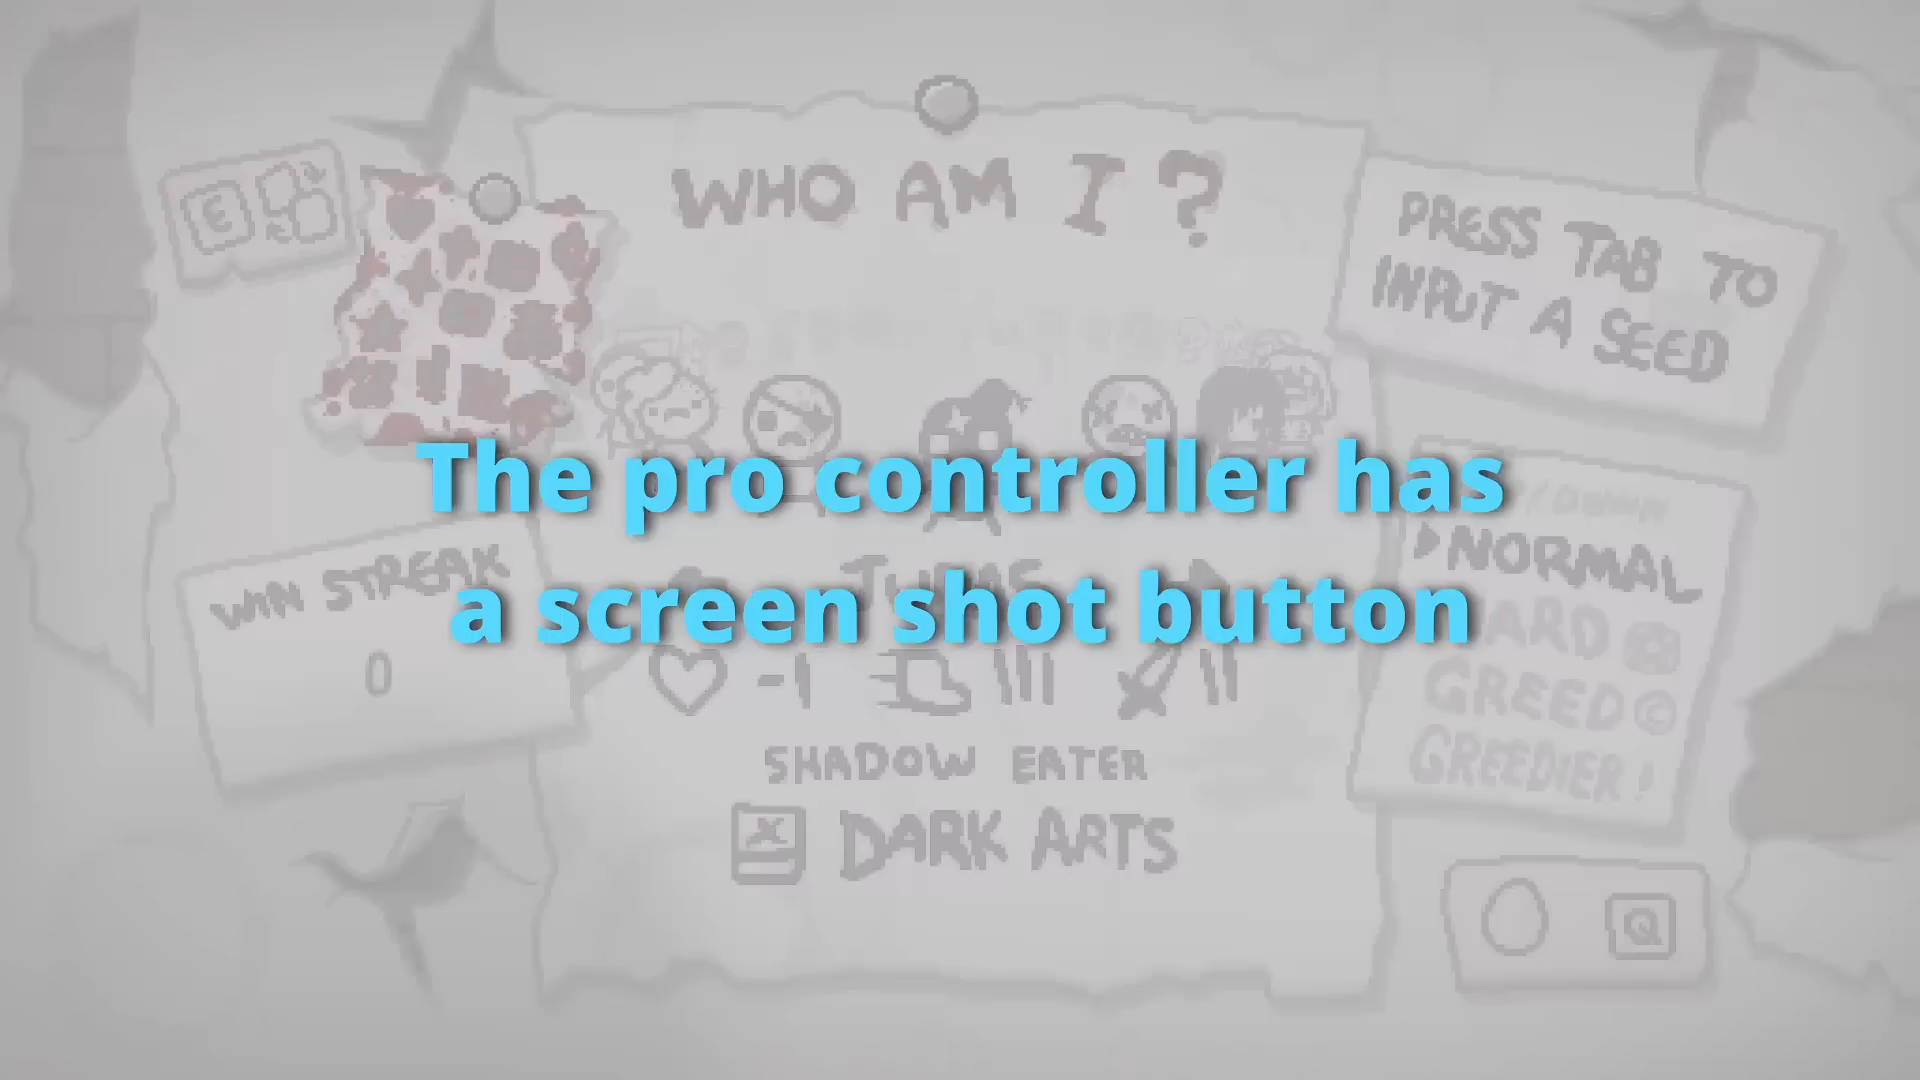 WHO AM I?
PRESS TAB TO
INPUT A SEED
The pro controller has
a screen shot button
WIN STREAK
0
NORMAL
HARD
GREED
GREEDIER!
-1
SHADOW EATER
DARK ARTS
E
Q